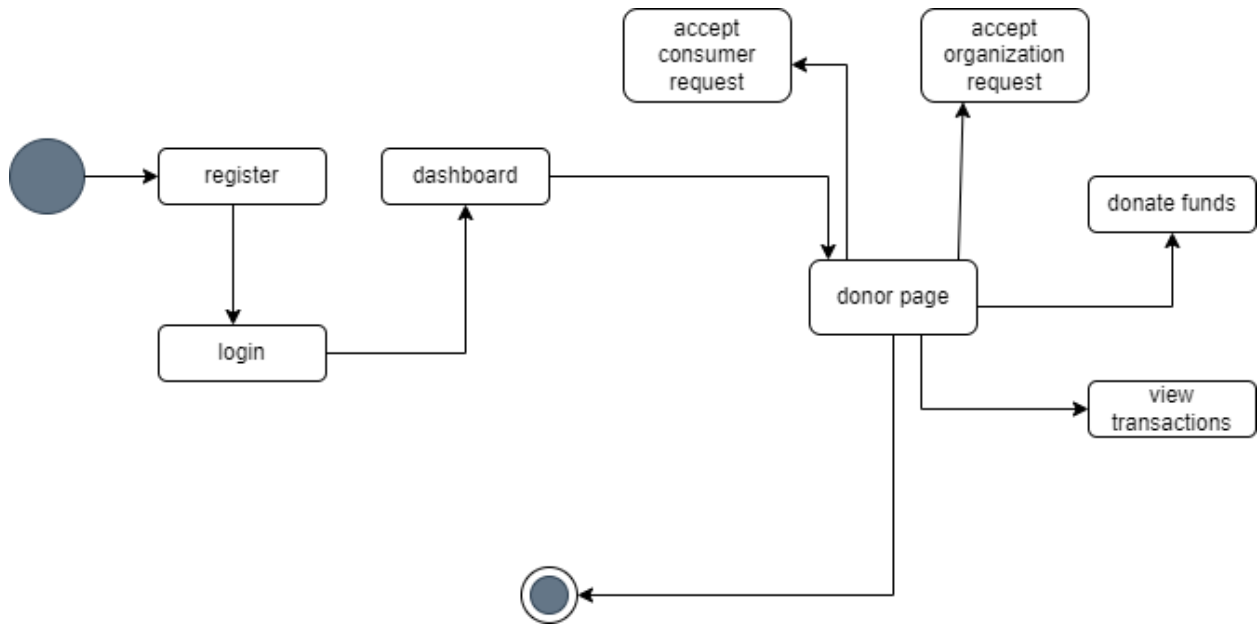 accept
consumer
request
accept
organization
request
register
dashboard
donate funds
donor page
login
view
transactions